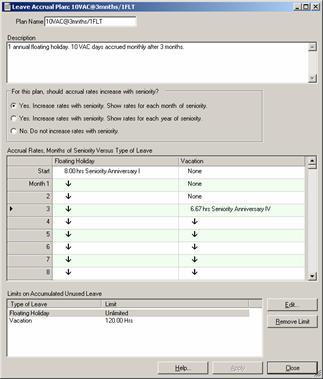 Leave Accrual Plan: 10VAC@3mnths/1FLT
Plan Name 10VAC@3mnths/1FLT
Description
1 annual floating holiday. 10 VAC days accrued monthly after 3 months.
For this plan, should accrual rates increase with seniority?
Yes. Increase rates with seniority. Show rates for each month of seniority.
Yes. Increase rates with seniority. Show rates for each year of seniority.
No. Do not increase rates with seniority.
Accrual Rates, Months of Seniority Versus Type of Leave
Floating Holiday Vacation
Start 8.00 hrs Seniority Anniversary I None
Month 1 None
2 None
3 6.67 hrs Seniority Anniversary IV
4
5
6
7
8
Limits on Accumulated Unused Leave
Type of Leave Limit
Floating Holiday Unlimited
Vacation 120.00 Hrs
Edit...
Remove Limit
Help... Apply Close